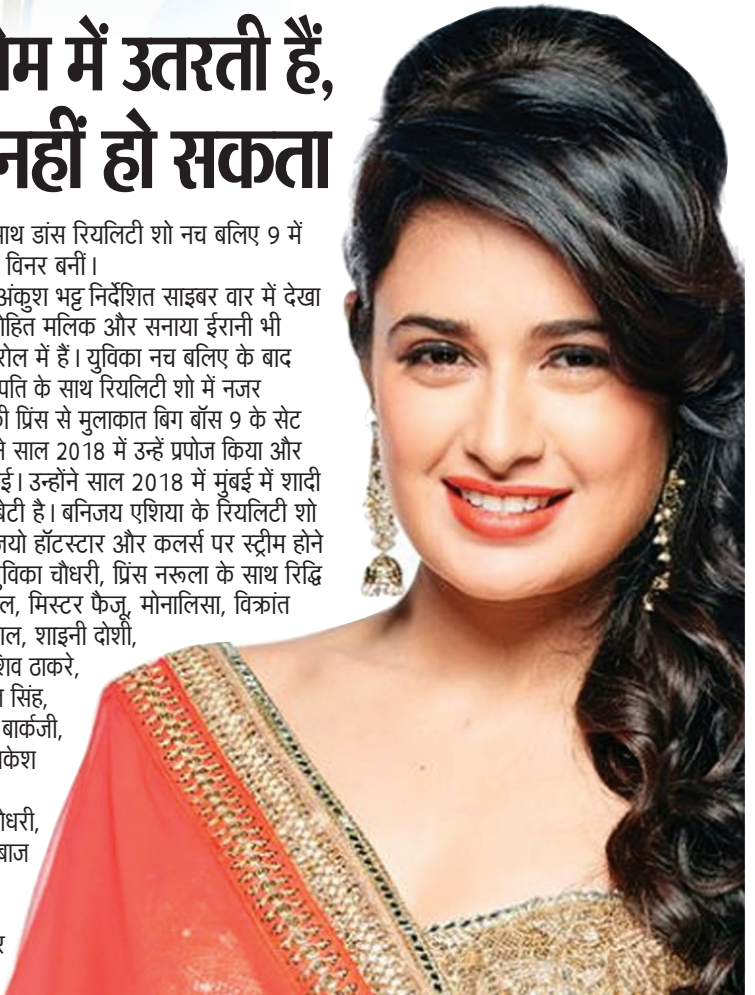 में उतरती हैं,
नहीं हो सकता
डांस रियलिटी शो नच बलिए 9 में
विनर बनीं।
अंकुश भट्ट निर्देशित साइबर वार में देखा
मलिक और सनाया ईरानी भी
रोल में हैं। युविका नच बलिए के बाद
पति के साथ रियलिटी शो में नजर
प्रिंस से मुलाकात बिग बॉस 9 के सेट
साल 2018 में उन्हें प्रपोज किया और
उन्होंने साल 2018 में मुंबई में शादी
बेटी है। बनिजय एशिया के रियलिटी शो
हॉटस्टार और कलर्स पर स्ट्रीम होने
चौधरी, प्रिंस नरूला के साथ रिद्धि
मिस्टर फैजू, मोनालिसा, विक्रांत
शाइनी दोशी,
ठाकरे,
सिंह,
बार्कजी,